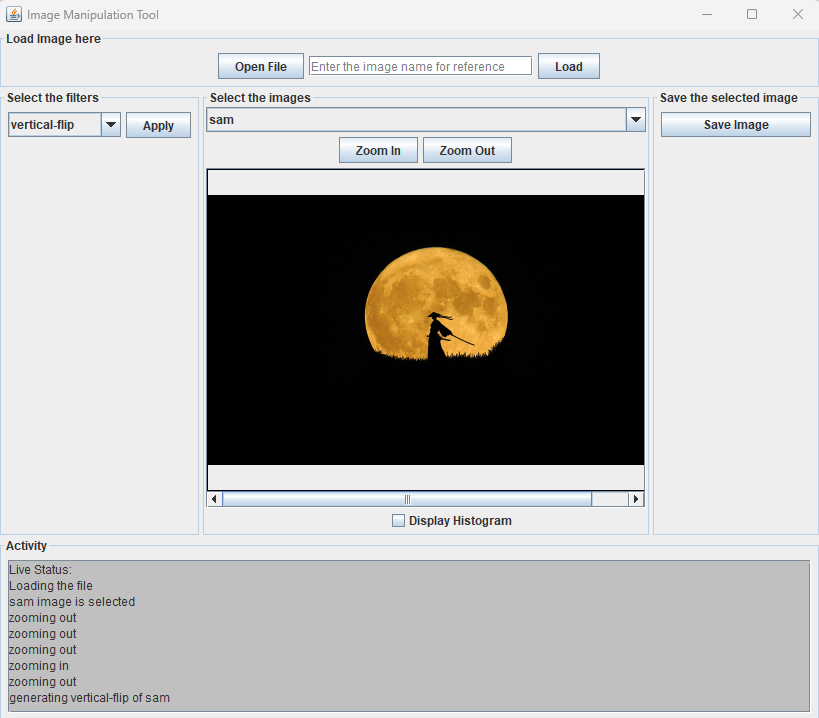 Image Manipulation Tool
Load Image here
Open File
Enter the image name for reference
Load
Select the filters
vertical-flip
Apply
Select the images
sam
Zoom In
Zoom Out
Display Histogram
Save the selected image
Save Image
Activity
Live Status:
Loading the file
sam image is selected
zooming out
zooming out
zooming out
zooming in
zooming out
generating vertical-flip of sam